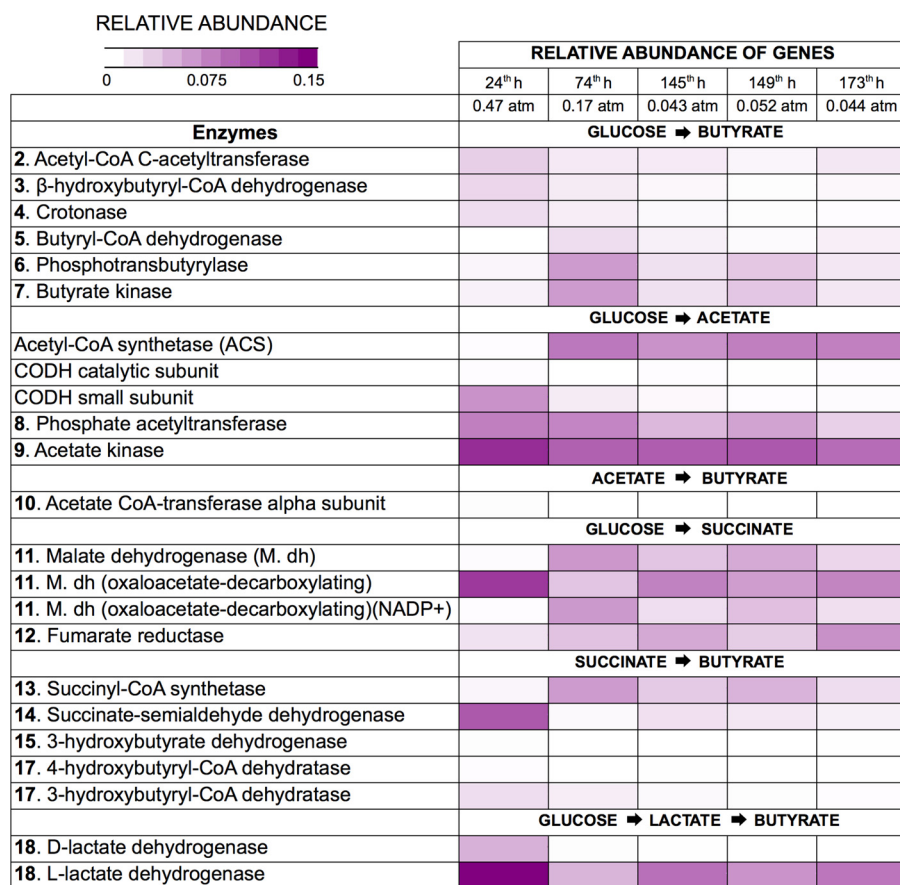 RELATIVE ABUNDANCE
0 0.075 0.15
RELATIVE ABUNDANCE OF GENES
24th h 74th h 145th h 149th h 173th h
0.47 atm 0.17 atm 0.043 atm 0.052 atm 0.044 atm
Enzymes GLUCOSE ➡ BUTYRATE
2. Acetyl-CoA C-acetyltransferase
3. β-hydroxybutyryl-CoA dehydrogenase
4. Crotonase
5. Butyryl-CoA dehydrogenase
6. Phosphotransbutyrylase
7. Butyrate kinase
GLUCOSE ➡ ACETATE
Acetyl-CoA synthetase (ACS)
CODH catalytic subunit
CODH small subunit
8. Phosphate acetyltransferase
9. Acetate kinase
ACETATE ➡ BUTYRATE
10. Acetate CoA-transferase alpha subunit
GLUCOSE ➡ SUCCINATE
11. Malate dehydrogenase (M. dh)
11. M. dh (oxaloacetate-decarboxylating)
11. M. dh (oxaloacetate-decarboxylating)(NADP+)
12. Fumarate reductase
SUCCINATE ➡ BUTYRATE
13. Succinyl-CoA synthetase
14. Succinate-semialdehyde dehydrogenase
15. 3-hydroxybutyrate dehydrogenase
17. 4-hydroxybutyryl-CoA dehydratase
17. 3-hydroxybutyryl-CoA dehydratase
GLUCOSE ➡ LACTATE ➡ BUTYRATE
18. D-lactate dehydrogenase
18. L-lactate dehydrogenase